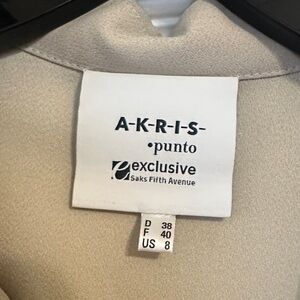 A-K-R-I-S-
•punto
e exclusive
Saks Fifth Avenue
D 38
F 40
US 8